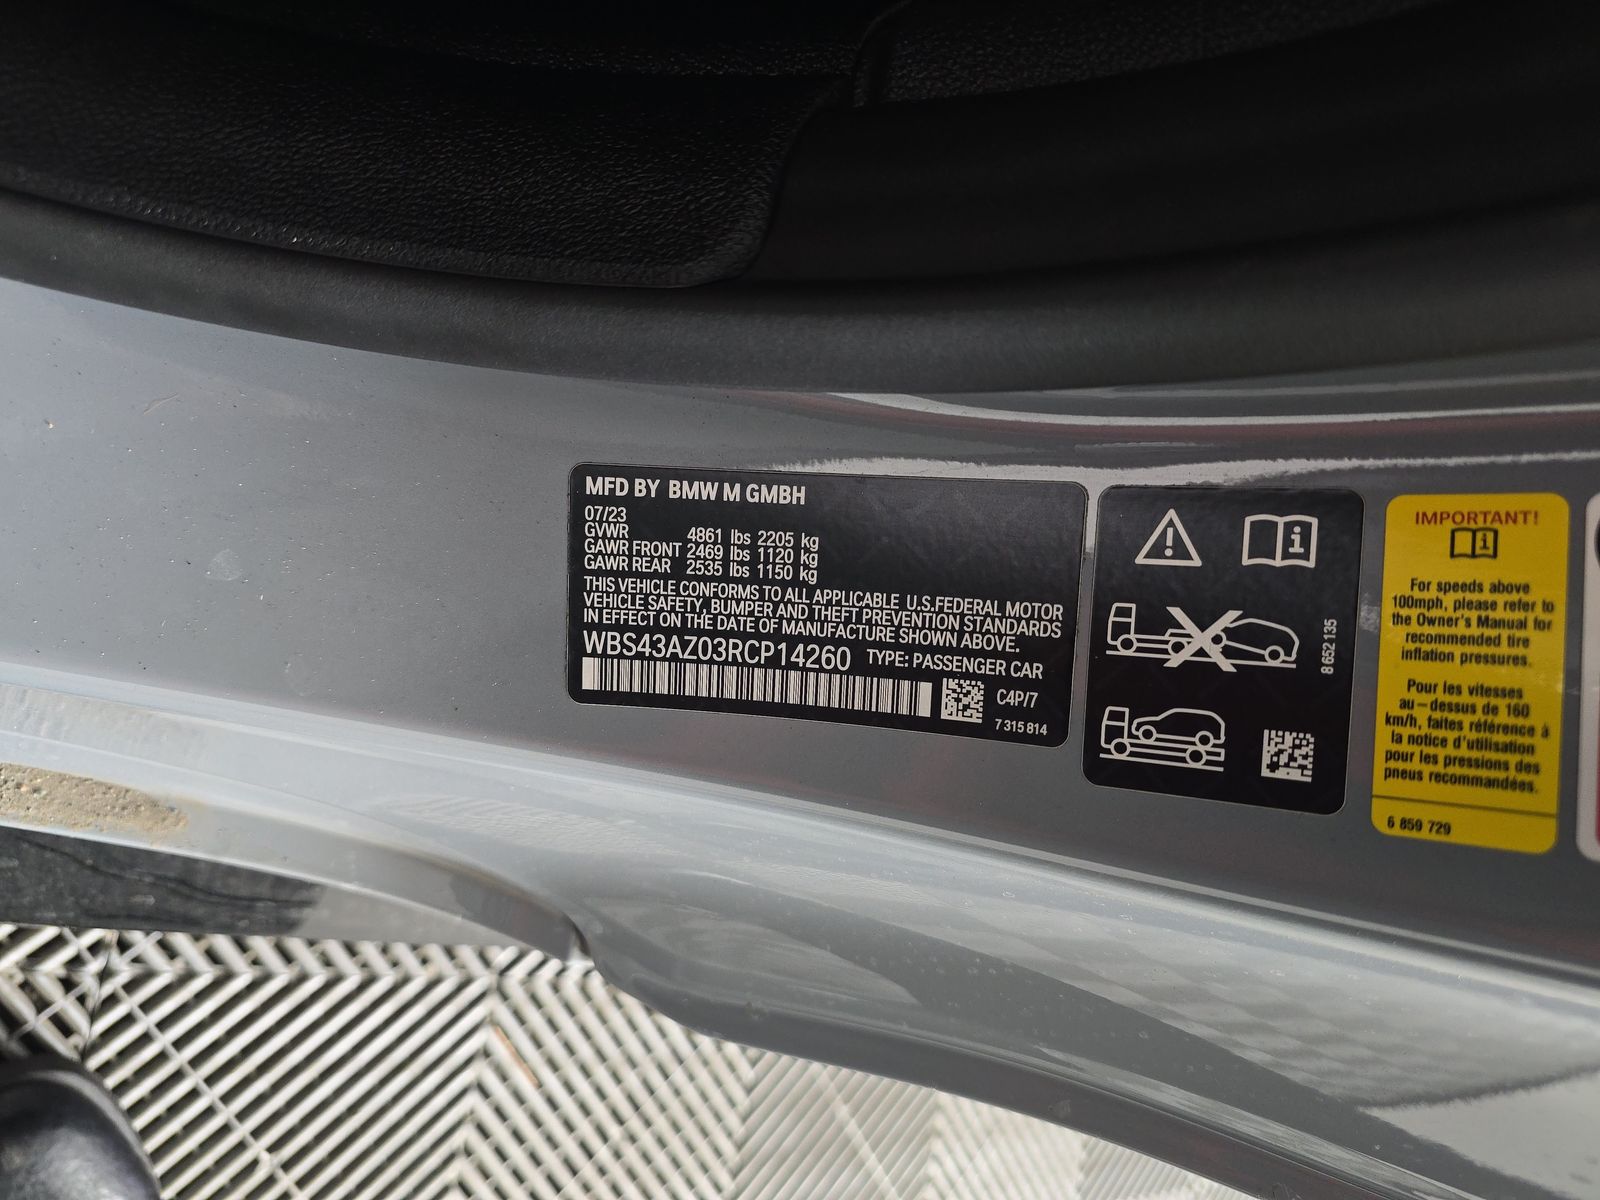 MFD BY BMW M GMBH
07/23
GVWR 4861 lbs 2205 kg
GAWR FRONT 2469 lbs 1120 kg
GAWR REAR 2535 lbs 1150 kg
THIS VEHICLE CONFORMS TO ALL APPLICABLE U.S.FEDERAL MOTOR
VEHICLE SAFETY, BUMPER AND THEFT PREVENTION STANDARDS
IN EFFECT ON THE DATE OF MANUFACTURE SHOWN ABOVE.
WBS43AZ03RCP14260 TYPE: PASSENGER CAR
C4P/7
7 315 814
8 652 135
IMPORTANT!
For speeds above
100mph, please refer to
the Owner's Manual for
recommended tire
inflation pressures.
Pour les vitesses
au-dessus de 160
km/h, faites référence à
la notice d'utilisation
pour les pressions des
pneus recommandées.
6 859 729